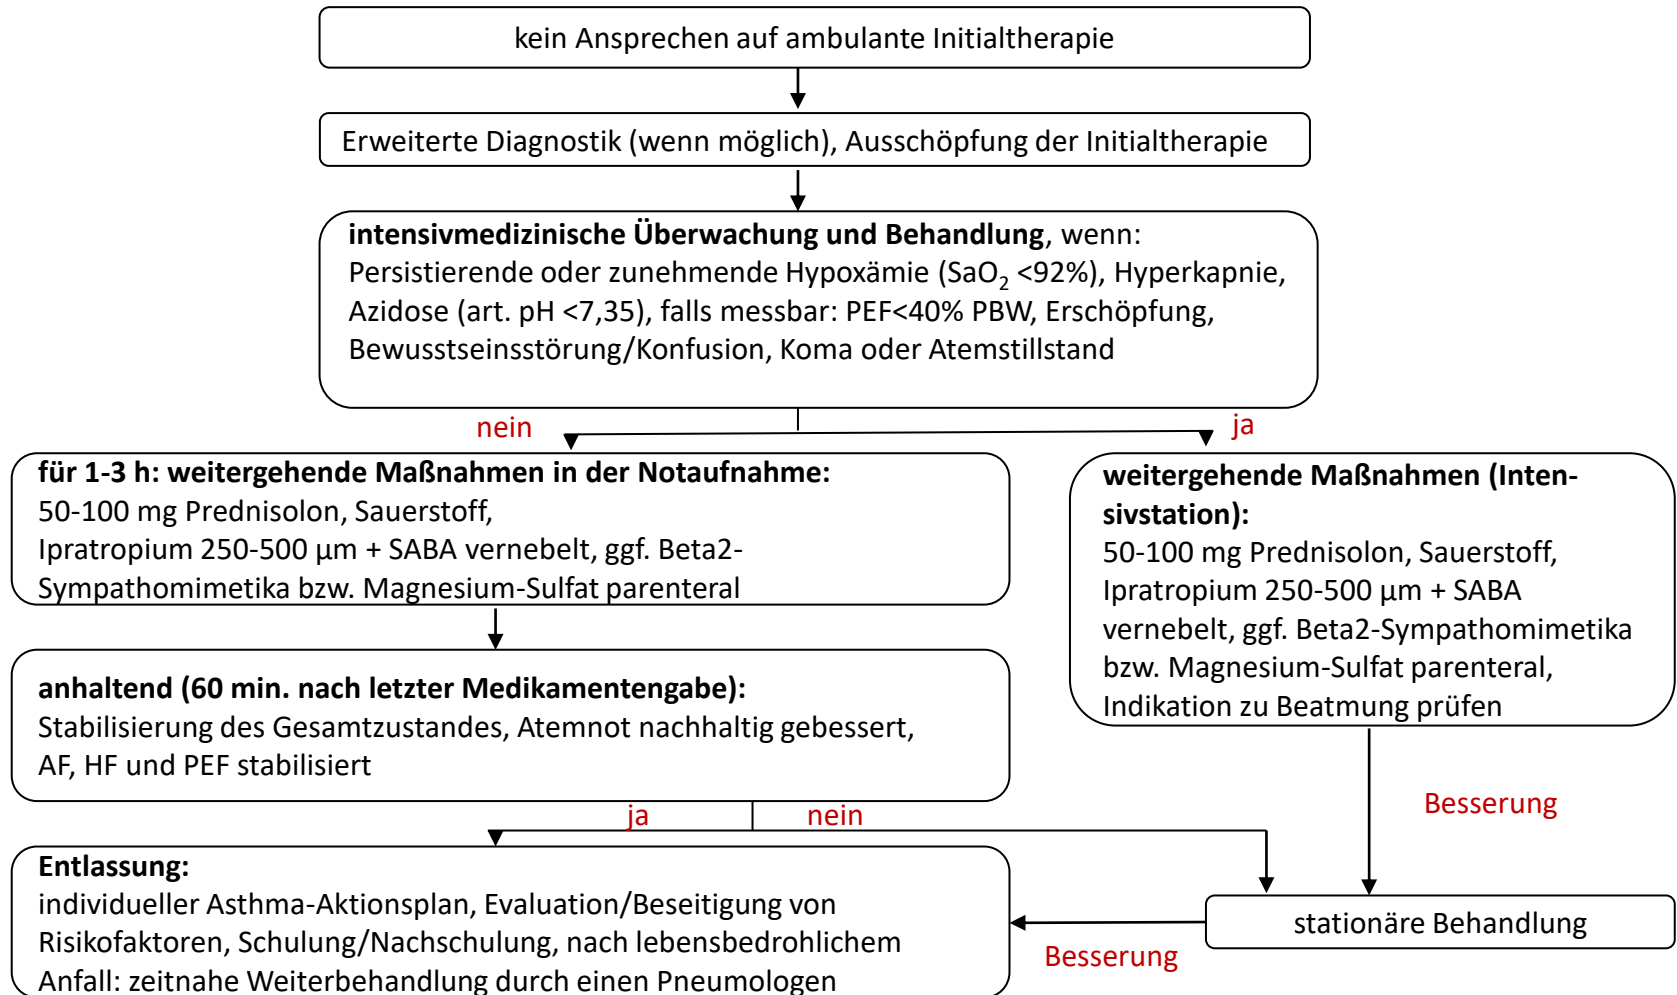 kein Ansprechen auf ambulante Initialtherapie
Erweiterte Diagnostik (wenn möglich), Ausschöpfung der Initialtherapie
intensivmedizinische Überwachung und Behandlung, wenn:
Persistierende oder zunehmende Hypoxämie (SaO₂ <92%), Hyperkapnie,
Azidose (art. pH <7,35), falls messbar: PEF<40% PBW, Erschöpfung,
Bewusstseinsstörung/Konfusion, Koma oder Atemstillstand
nein
ja
für 1-3 h: weitergehende Maßnahmen in der Notaufnahme:
50-100 mg Prednisolon, Sauerstoff,
Ipratropium 250-500 µm + SABA vernebelt, ggf. Beta2-
Sympathomimetika bzw. Magnesium-Sulfat parenteral
weitergehende Maßnahmen (Inten-
sivstation):
50-100 mg Prednisolon, Sauerstoff,
Ipratropium 250-500 µm + SABA
vernebelt, ggf. Beta2-Sympathomimetika
bzw. Magnesium-Sulfat parenteral,
Indikation zu Beatmung prüfen
anhaltend (60 min. nach letzter Medikamentengabe):
Stabilisierung des Gesamtzustandes, Atemnot nachhaltig gebessert,
AF, HF und PEF stabilisiert
ja
nein
Besserung
Entlassung:
individueller Asthma-Aktionsplan, Evaluation/Beseitigung von
Risikofaktoren, Schulung/Nachschulung, nach lebensbedrohlichem
Anfall: zeitnahe Weiterbehandlung durch einen Pneumologen
stationäre Behandlung
Besserung